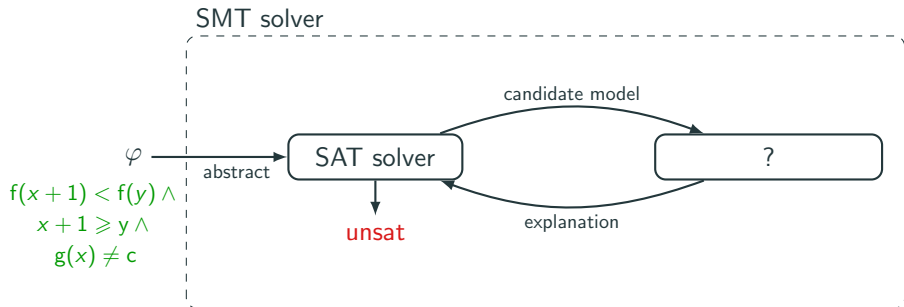 SMT solver
candidate model
φ
abstract
SAT solver
?
f(x + 1) < f(y) ∧
x + 1 ⩾ y ∧
g(x) ≠ c
explanation
unsat